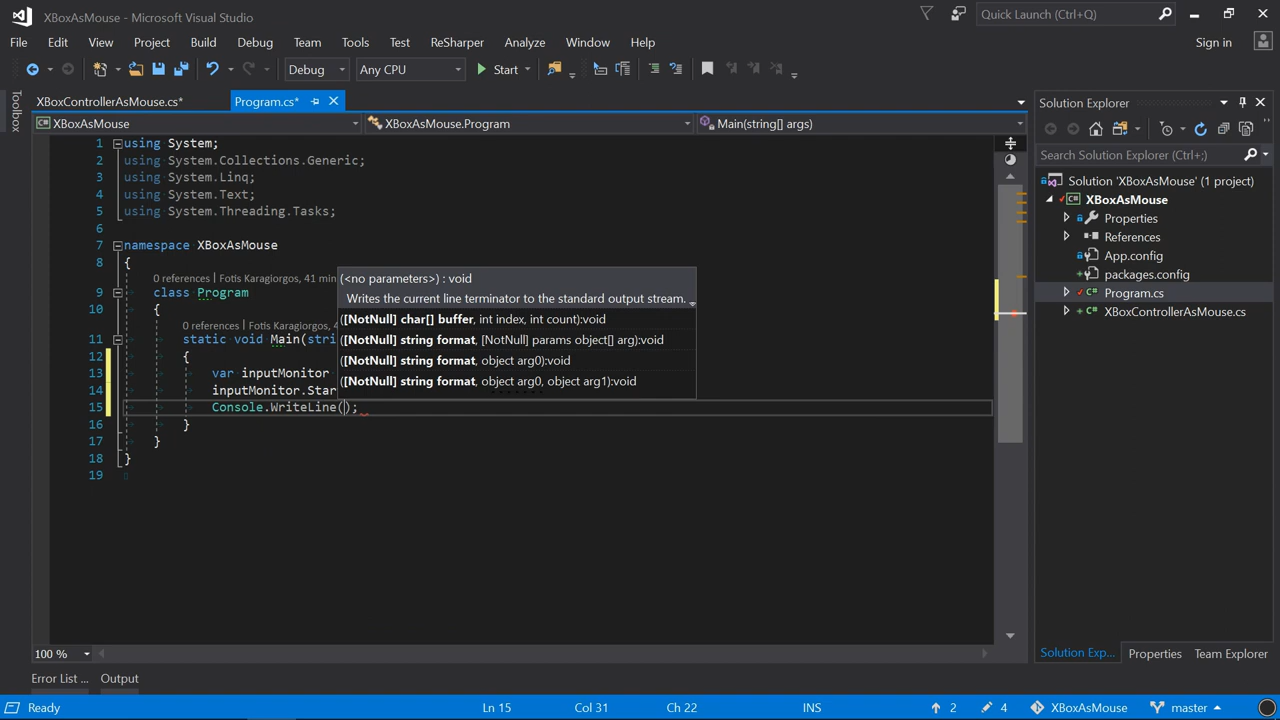 XBoxAsMouse - Microsoft Visual Studio
Quick Launch (Ctrl+Q)
File Edit View Project Build Debug Team Tools Test ReSharper Analyze Window Help
Sign in
Debug Any CPU Start
Toolbox
XBoxControllerAsMouse.cs* Program.cs*
XBoxAsMouse XBoxAsMouse.Program Main(string[] args)
1 using System;
2 using System.Collections.Generic;
3 using System.Linq;
4 using System.Text;
5 using System.Threading.Tasks;
6
7 namespace XBoxAsMouse
8 {
0 references | Fotis Karagiorgos, 41 min
9 class Program
10 {
0 references | Fotis Karagiorgos
11 static void Main(stri
12 {
13 var inputMonitor
14 inputMonitor.Star
15 Console.WriteLine();
16 }
17 }
18 }
19
(<no parameters>) : void
Writes the current line terminator to the standard output stream.
([NotNull] char[] buffer, int index, int count):void
([NotNull] string format, [NotNull] params object[] arg):void
([NotNull] string format, object arg0):void
([NotNull] string format, object arg0, object arg1):void
100 %
Error List ... Output
Solution Explorer
Search Solution Explorer (Ctrl+;)
Solution 'XBoxAsMouse' (1 project)
XBoxAsMouse
Properties
References
App.config
packages.config
Program.cs
XBoxControllerAsMouse.cs
Solution Exp... Properties Team Explorer
Ready Ln 15 Col 31 Ch 22 INS 2 4 XBoxAsMouse master